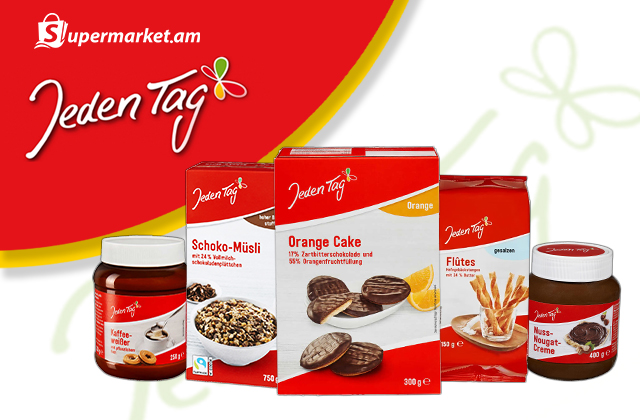 Supermarket.am
Jeden Tag
Jeden Tag
Kaffee-
weißer
250 g e
Jeden Tag
Schoko-Müsli
mit 24 % Vollmilch-
schokoladenplättchen
750
Jeden Tag
Orange
Orange Cake
17% Zartbitterschokolade und
55% Orangenfruchtfüllung
300 g e
Jeden Tag
gesalzen
Flûtes
mit 24 % Butter
150 g
Jeden Tag
Nuss-
Nougat-
Creme
400 g e